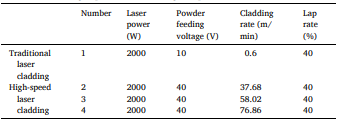 Number Laser power (W) Powder feeding voltage (V) Cladding rate (m/min) Lap rate (%)
Traditional laser cladding 1 2000 10 0.6 40
High-speed laser cladding 2 2000 40 37.68 40
3 2000 40 58.02 40
4 2000 40 76.86 40